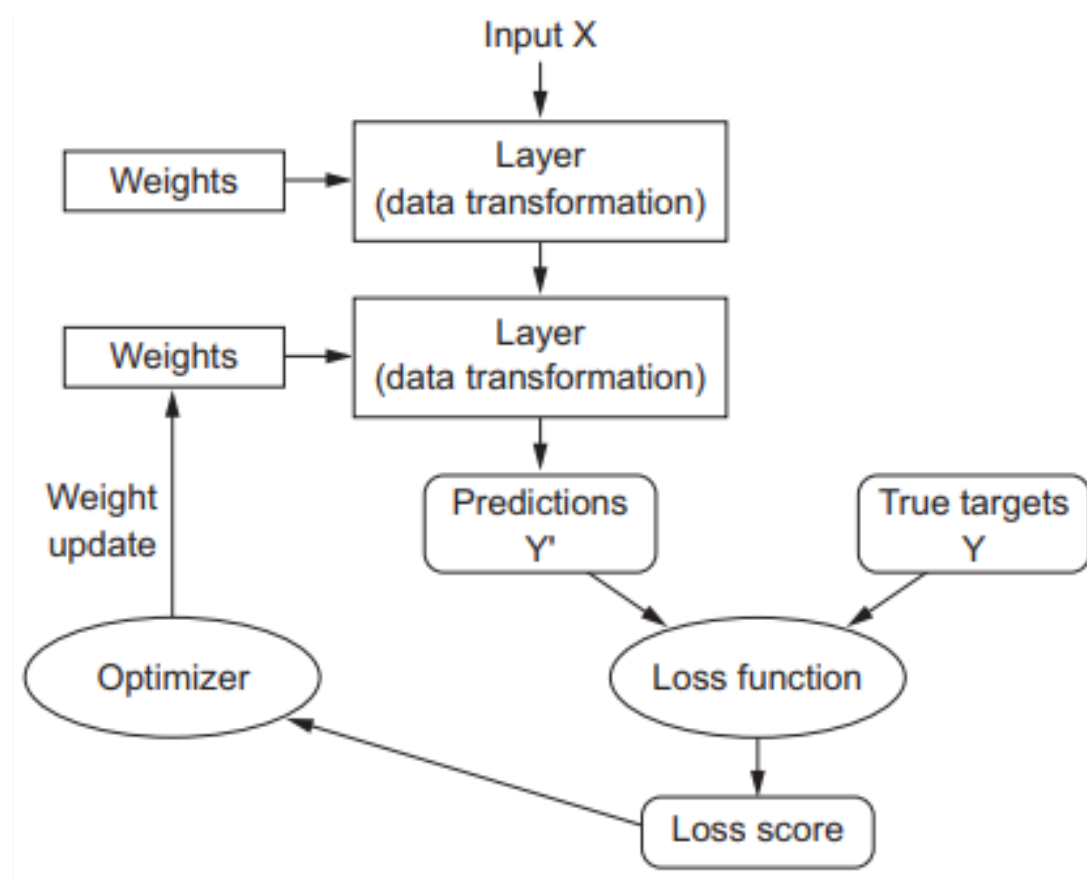 Input X
Weights
Layer
(data transformation)
Weights
Layer
(data transformation)
Weight
update
Predictions
Y'
True targets
Y
Optimizer
Loss function
Loss score